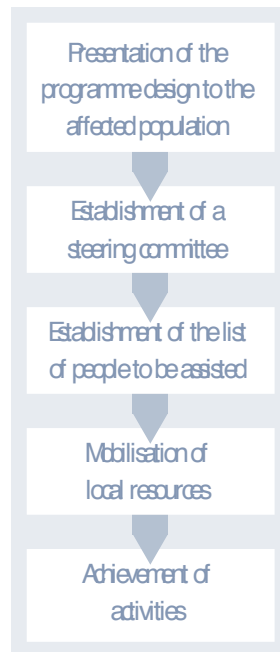 Presentation of the
programme design to the
affected population
Establishment of a
steering committee
Establishment of the list
of people to be assisted
Mobilisation of
local resources
Achievement of
activities